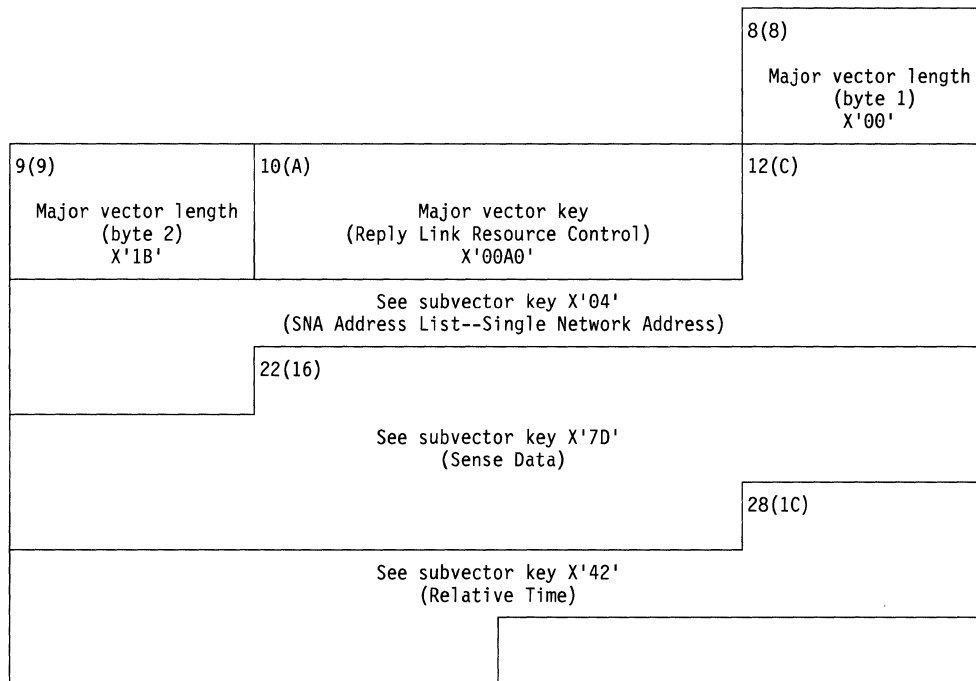 8(8)
Major vector length
(byte 1)
X'00'
9(9)
Major vector length
(byte 2)
X'1B'
10(A)
Major vector key
(Reply Link Resource Control)
X'00A0'
12(C)
See subvector key X'04'
(SNA Address List--Single Network Address)
22(16)
See subvector key X'7D'
(Sense Data)
28(1C)
See subvector key X'42'
(Relative Time)